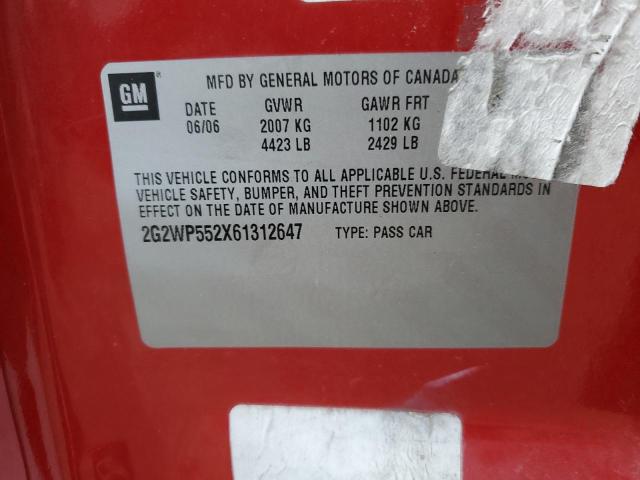 GM
MFD BY GENERAL MOTORS OF CANADA
DATE GVWR GAWR FRT
06/06 2007 KG 1102 KG
4423 LB 2429 LB
THIS VEHICLE CONFORMS TO ALL APPLICABLE U.S. FEDERAL
VEHICLE SAFETY, BUMPER, AND THEFT PREVENTION STANDARDS IN
EFFECT ON THE DATE OF MANUFACTURE SHOWN ABOVE.
2G2WP552X61312647 TYPE: PASS CAR